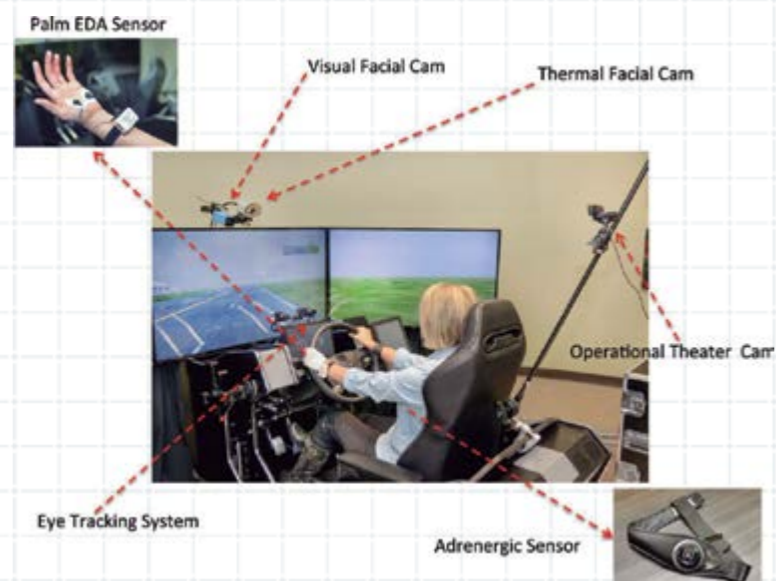 Palm EDA Sensor
Visual Facial Cam
Thermal Facial Cam
Operational Theater Cam
Eye Tracking System
Adrenergic Sensor